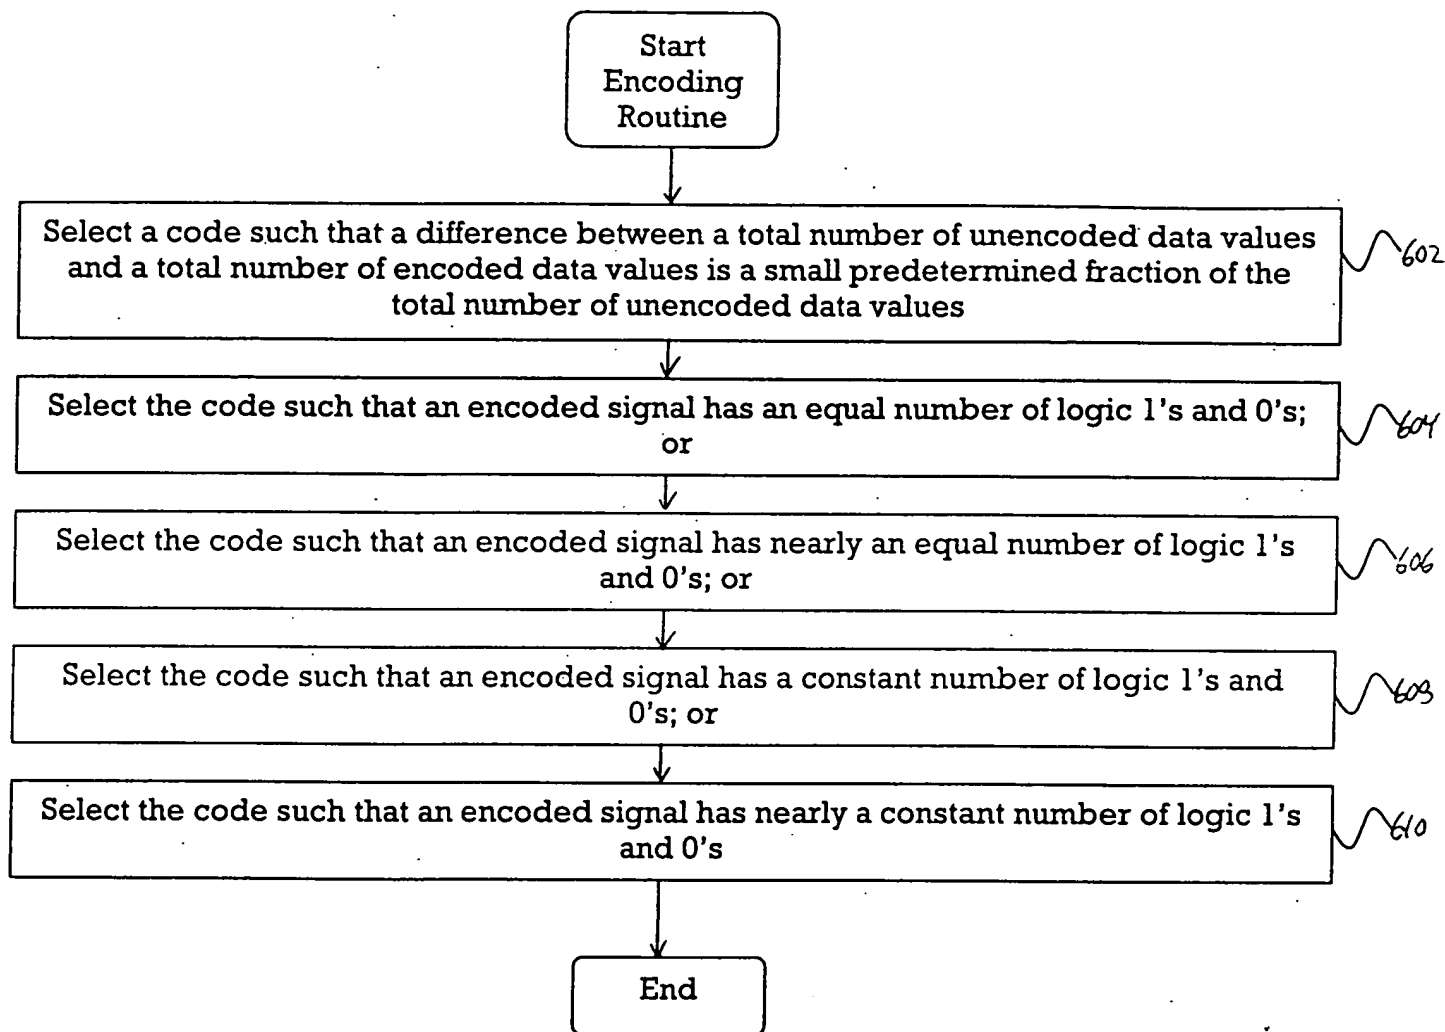 Start
Encoding
Routine
Select a code such that a difference between a total number of unencoded data values
and a total number of encoded data values is a small predetermined fraction of the
total number of unencoded data values
602
Select the code such that an encoded signal has an equal number of logic 1's and 0's;
or
604
Select the code such that an encoded signal has nearly an equal number of logic 1's
and 0's; or
606
Select the code such that an encoded signal has a constant number of logic 1's and
0's; or
608
Select the code such that an encoded signal has nearly a constant number of logic 1's
and 0's
610
End